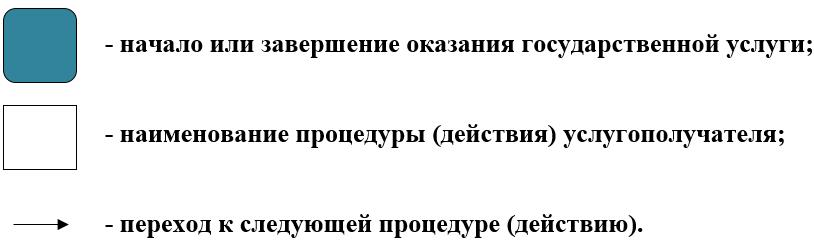 - начало или завершение оказания государственной услуги;
- наименование процедуры (действия) услугополучателя;
- переход к следующей процедуре (действию).